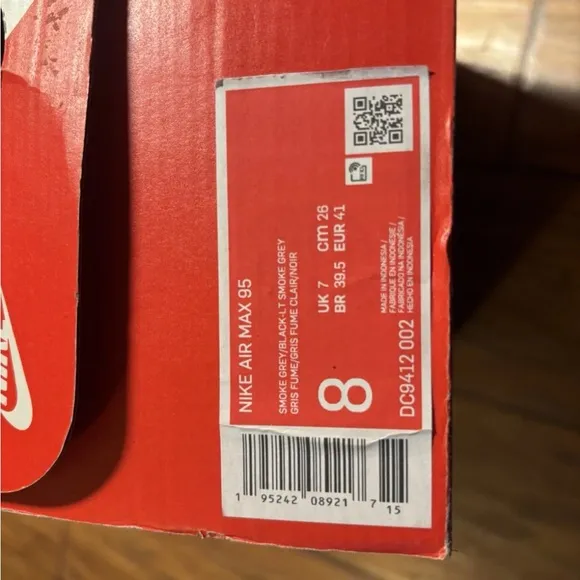 NIKE AIR MAX 95
SMOKE GREY/BLACK-LT SMOKE GREY
GRIS FUME/GRIS FUME CLAIR/NOIR
UK 7 cm 26
BR 39.5 EUR 41
8
MADE IN INDONESIA /
FABRIQUE EN INDONESIE /
FABRICADO NA INDONESIA /
HECHO EN INDONESIA
DC9412 002
1 95242 08921 7 15
NIKE